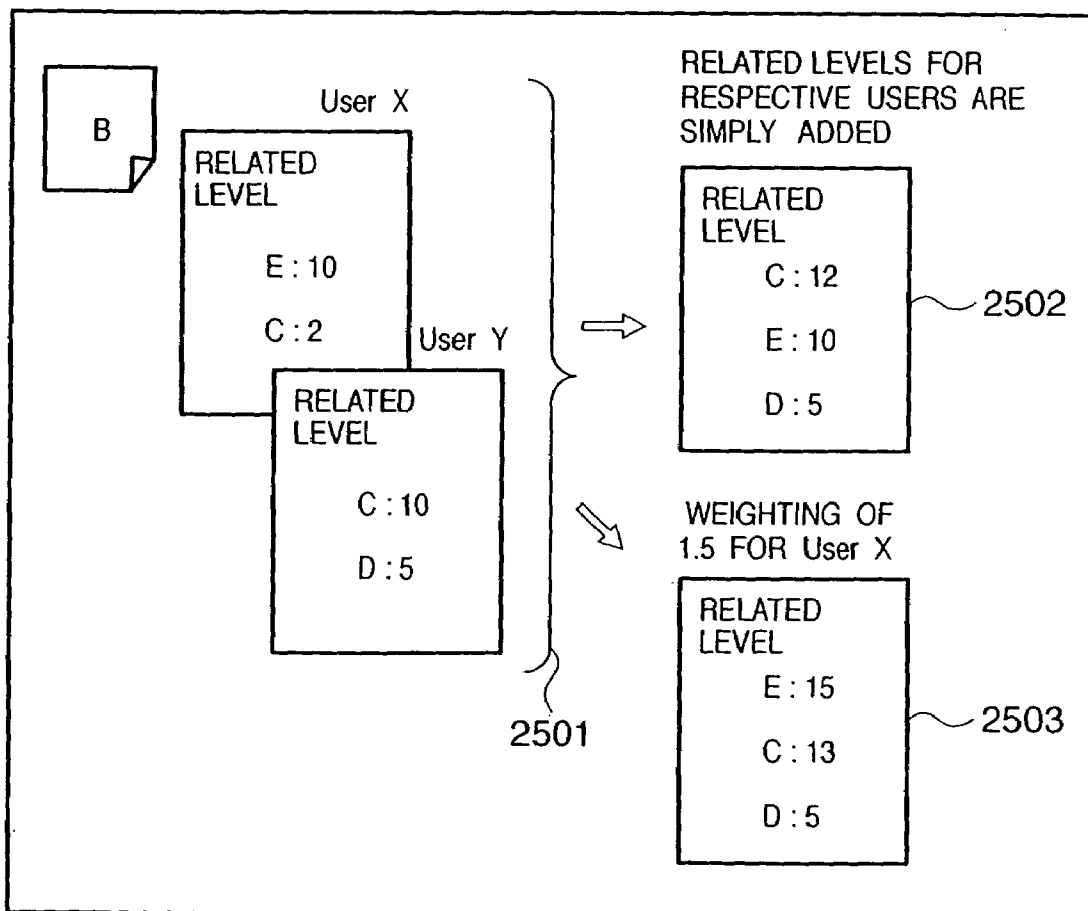 B
User X
RELATED
LEVEL
E : 10
C : 2
User Y
RELATED
LEVEL
C : 10
D : 5
2501
RELATED LEVELS FOR
RESPECTIVE USERS ARE
SIMPLY ADDED
RELATED
LEVEL
C : 12
E : 10
D : 5
2502
WEIGHTING OF
1.5 FOR User X
RELATED
LEVEL
E : 15
C : 13
D : 5
2503